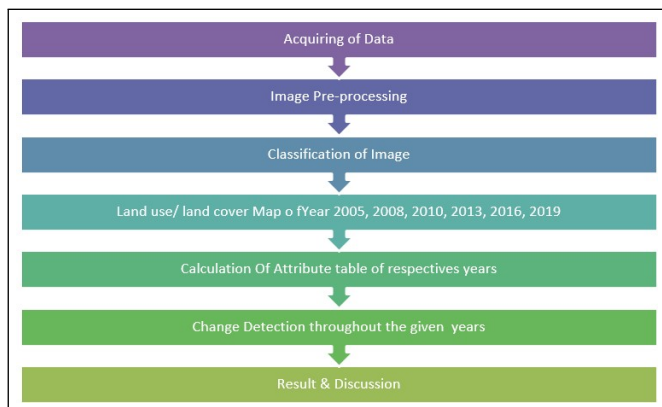 Acquiring of Data
Image Pre-processing
Classification of Image
Land use/ land cover Map o fYear 2005, 2008, 2010, 2013, 2016, 2019
Calculation Of Attribute table of respectives years
Change Detection throughout the given years
Result & Discussion